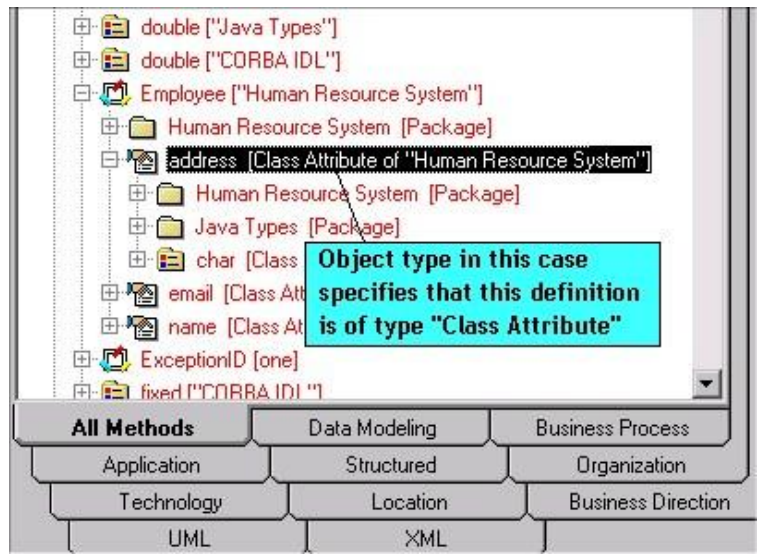 double ["Java Types"]
double ["CORBA IDL"]
Employee ["Human Resource System"]
Human Resource System [Package]
address [Class Attribute of "Human Resource System"]
Human Resource System [Package]
Java Types [Package]
char [Class
Object type in this case
specifies that this definition
is of type "Class Attribute"
email [Class Att
name [Class At
ExceptionID [one]
fixed ["CORBA IDL"]
All Methods Data Modeling Business Process
Application Structured Organization
Technology Location Business Direction
UML XML